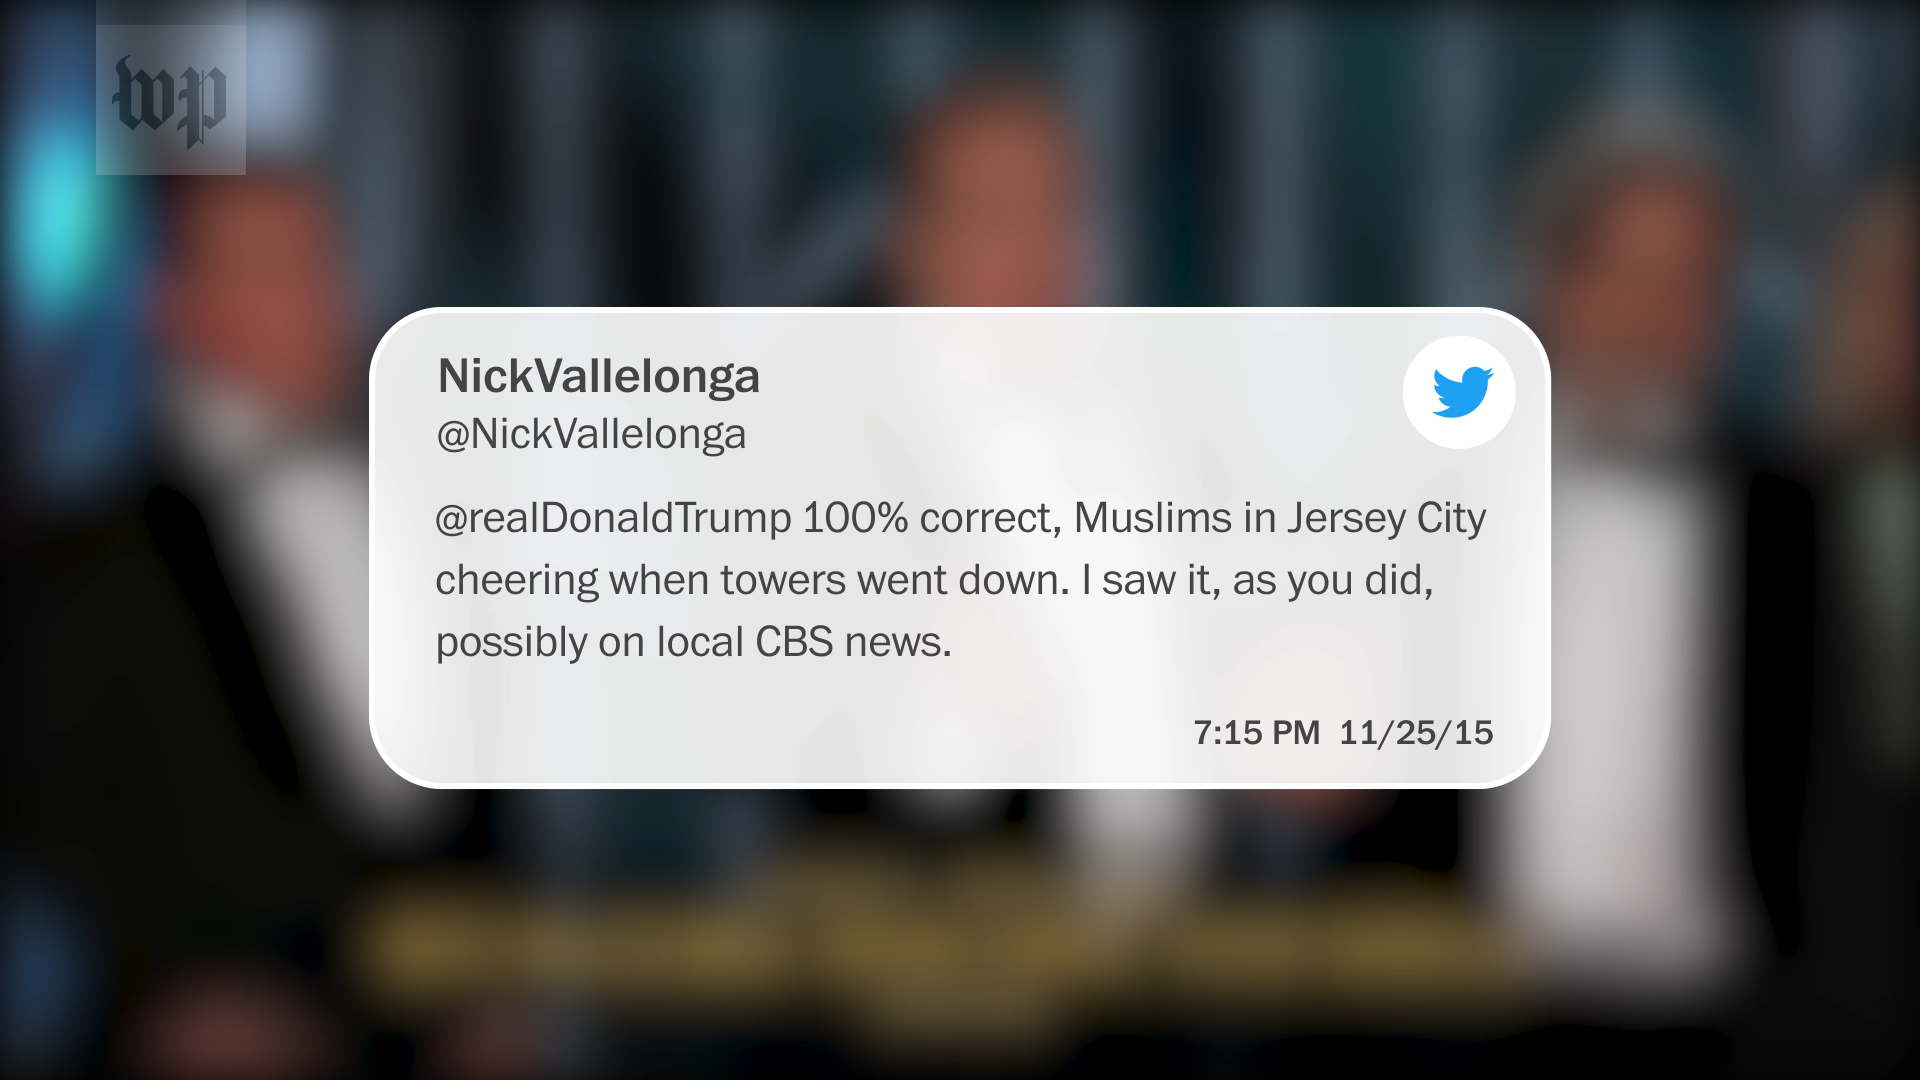 wp
NickVallelonga
@NickVallelonga
@realDonaldTrump 100% correct, Muslims in Jersey City
cheering when towers went down. I saw it, as you did,
possibly on local CBS news.
7:15 PM 11/25/15